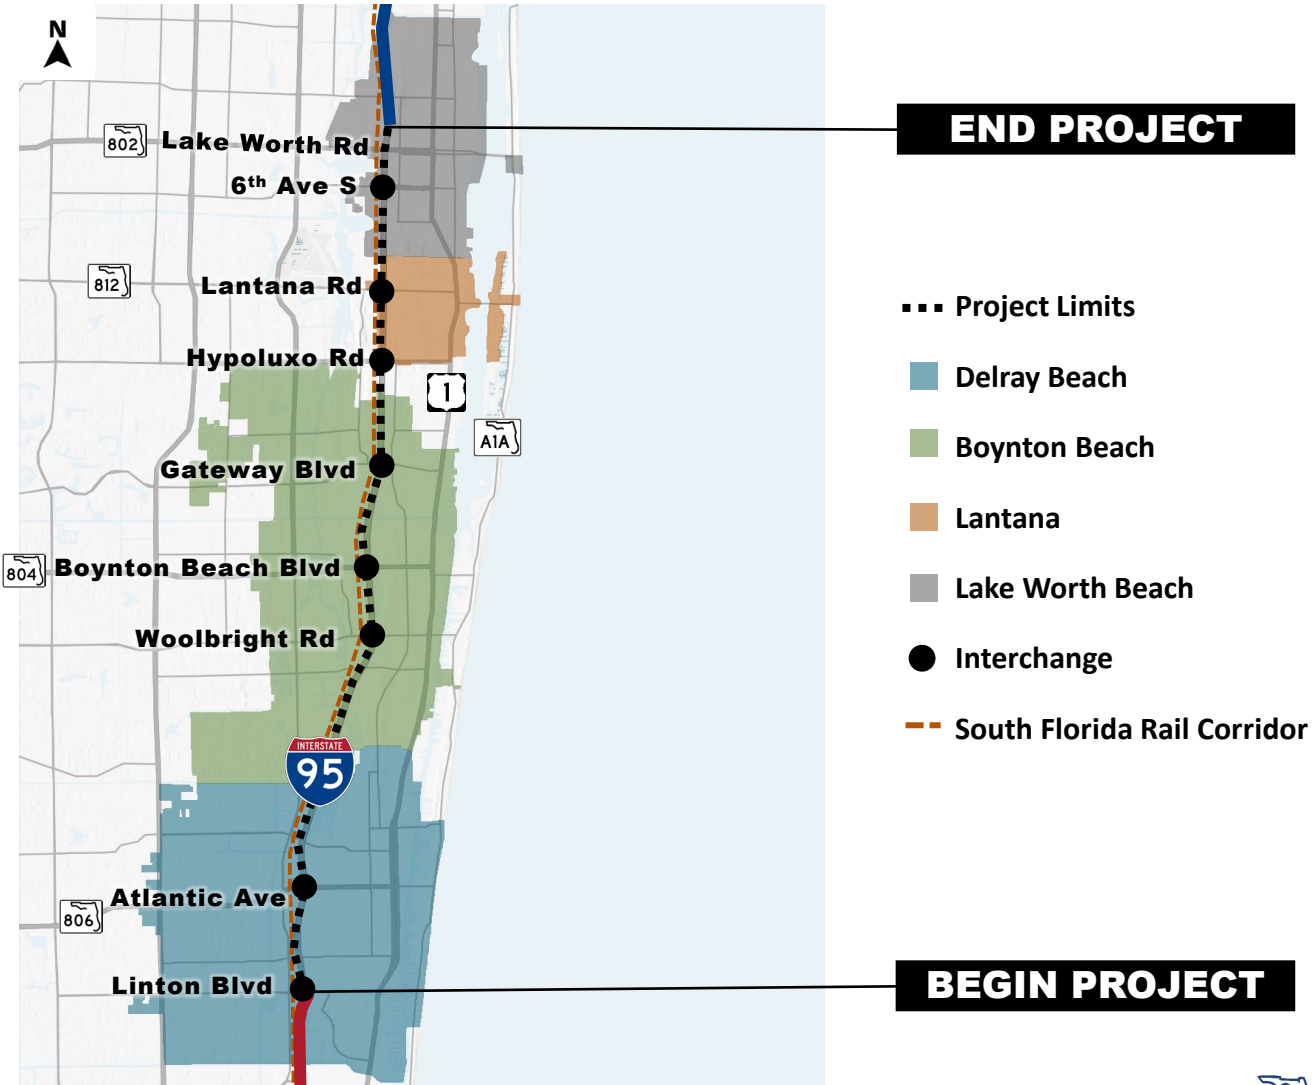 N
END PROJECT
802 Lake Worth Rd
6th Ave S
812 Lantana Rd
Hypoluxo Rd
1
A1A
Gateway Blvd
804 Boynton Beach Blvd
Woolbright Rd
INTERSTATE
95
Atlantic Ave
806
Linton Blvd
BEGIN PROJECT
Project Limits
Delray Beach
Boynton Beach
Lantana
Lake Worth Beach
Interchange
South Florida Rail Corridor